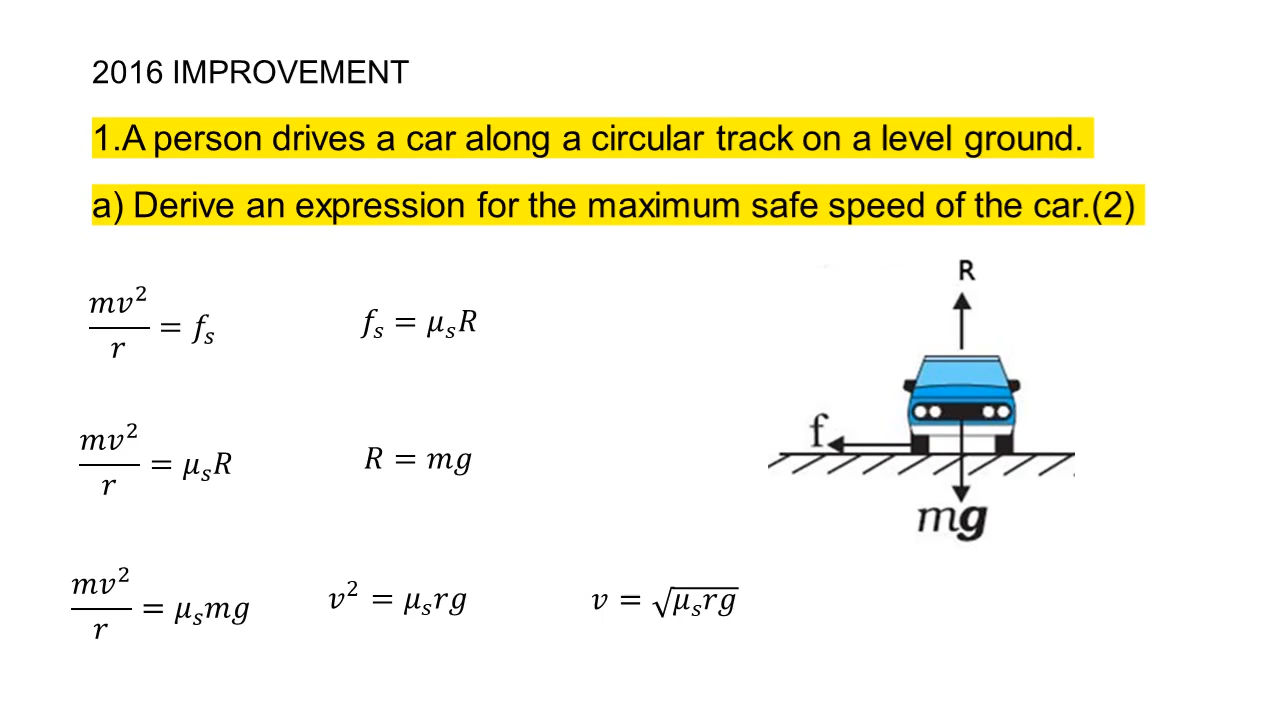 2016 IMPROVEMENT
1.A person drives a car along a circular track on a level ground.
a) Derive an expression for the maximum safe speed of the car.(2)
R
mv²/r = fₛ
fₛ = μₛR
f
mv²/r = μₛR
R = mg
mg
mv²/r = μₛmg
v² = μₛrg
v = √μₛrg